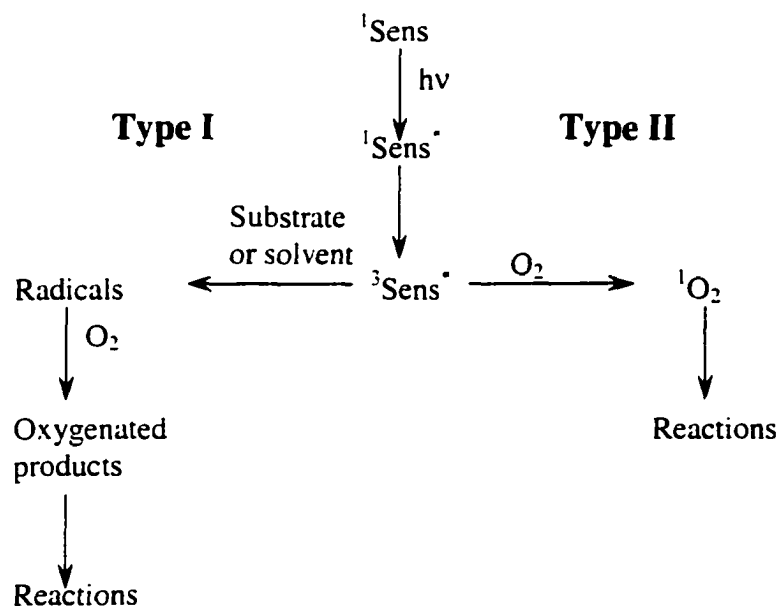 ¹Sens
hν
Type I
Type II
¹Sens*
Substrate
or solvent
Radicals
³Sens*
O₂
¹O₂
O₂
Oxygenated
products
Reactions
Reactions